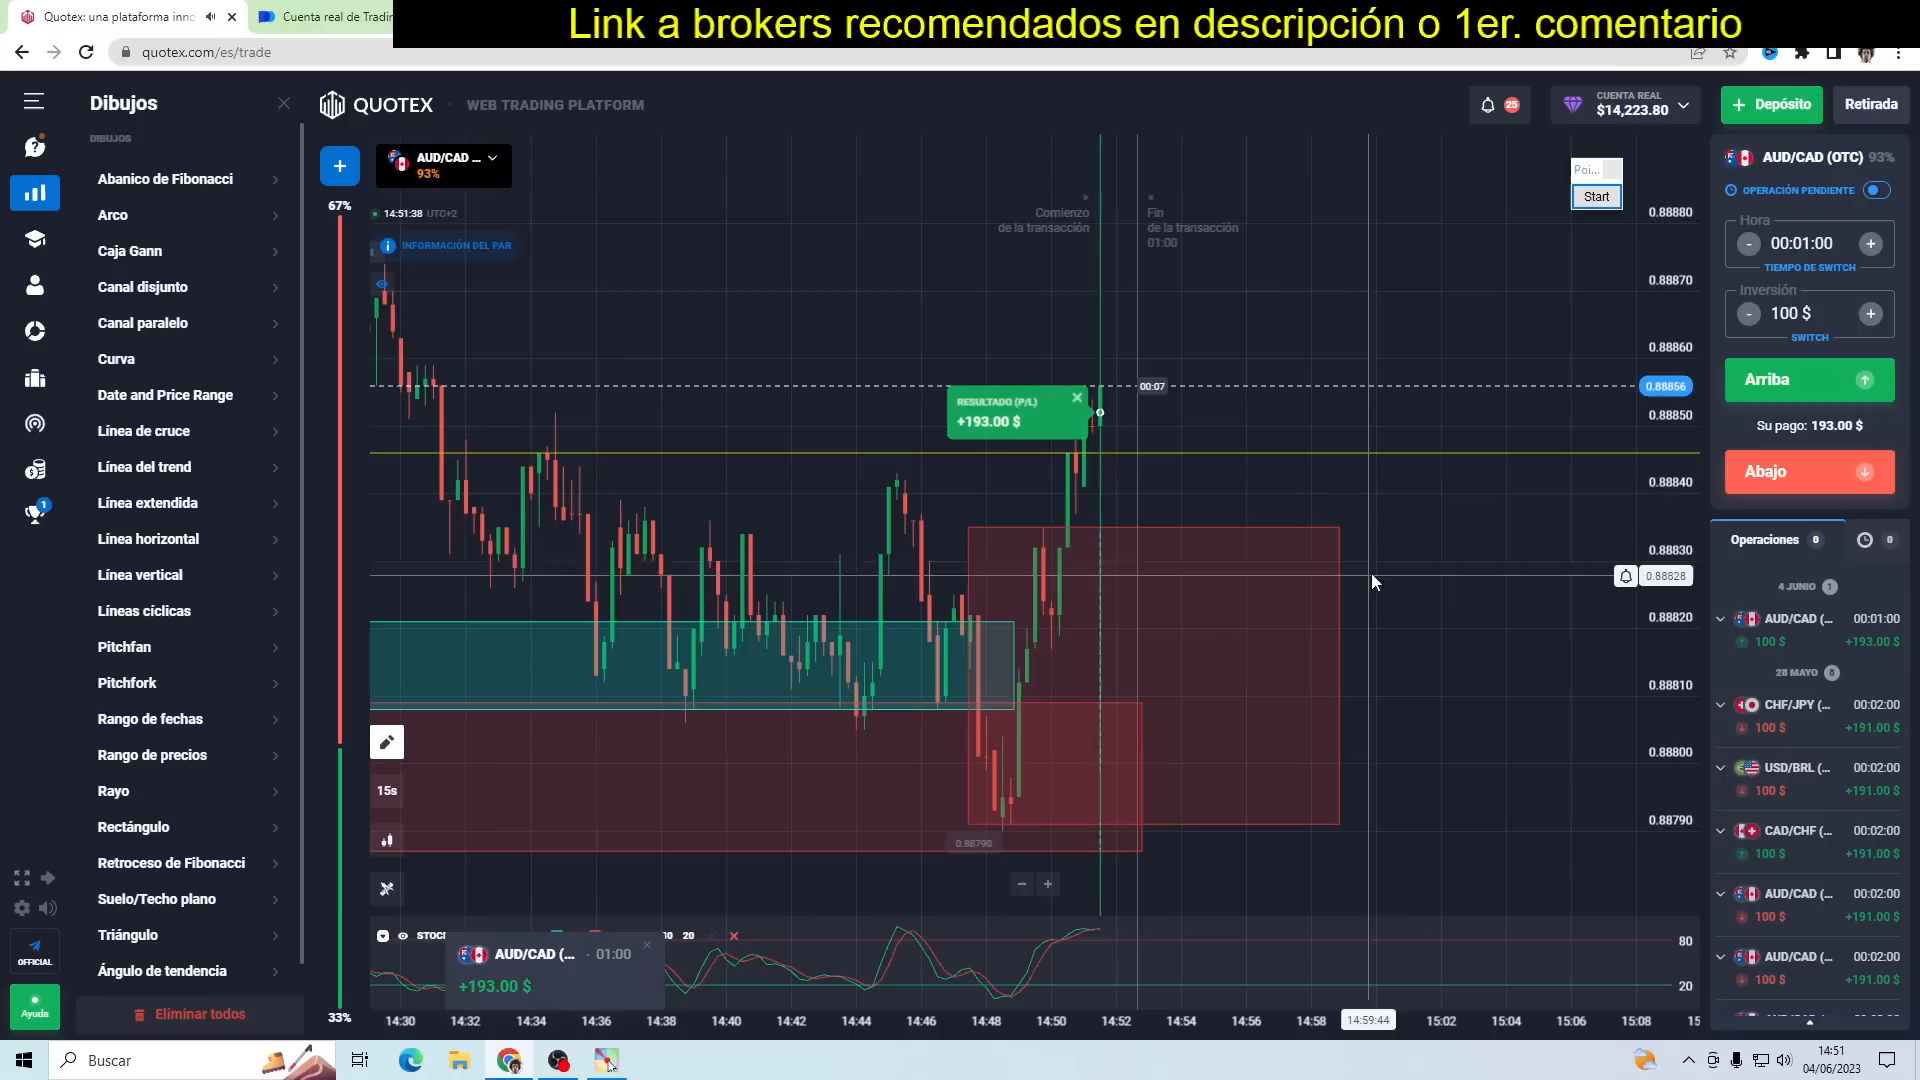 Quotex: una plataforma inno
Cuenta real de Tradin
Link a brokers recomendados en descripción o 1er. comentario
quotex.com/es/trade
Dibujos
DIBUJOS
Abanico de Fibonacci
Arco
Caja Gann
Canal disjunto
Canal paralelo
Curva
Date and Price Range
Línea de cruce
Línea del trend
Línea extendida
Línea horizontal
Línea vertical
Líneas cíclicas
Pitchfan
Pitchfork
Rango de fechas
Rango de precios
Rayo
Rectángulo
Retroceso de Fibonacci
Suelo/Techo plano
Triángulo
Ángulo de tendencia
Eliminar todos
1
OFFICIAL
Ayuda
QUOTEX
WEB TRADING PLATFORM
25
CUENTA REAL
$14,223.80
+ Depósito
Retirada
+
AUD/CAD ...
93%
67%
33%
14:51:38 UTC+2
INFORMACIÓN DEL PAR
Comienzo
de la transacción
Fin
de la transacción
01:00
Poi...
Start
RESULTADO (P/L)
+193.00 $
00:07
0.88880
0.88870
0.88860
0.88856
0.88850
0.88840
0.88830
0.88828
0.88820
0.88810
0.88800
0.88790
0.88790
15s
20
80
20
AUD/CAD (... · 01:00
+193.00 $
14:30 14:32 14:34 14:36 14:38 14:40 14:42 14:44 14:46 14:48 14:50 14:52 14:54 14:56 14:58 14:59:44 15:02 15:04 15:06 15:08
AUD/CAD (OTC) 93%
OPERACIÓN PENDIENTE
Hora
- 00:01:00 +
TIEMPO DE SWITCH
Inversión
- 100 $ +
SWITCH
Arriba
Su pago: 193.00 $
Abajo
Operaciones 0
0
4 JUNIO 1
AUD/CAD (... 00:01:00
100 $ +193.00 $
28 MAYO 8
CHF/JPY (... 00:02:00
100 $ +191.00 $
USD/BRL (... 00:02:00
100 $ +191.00 $
CAD/CHF (... 00:02:00
100 $ +191.00 $
AUD/CAD (... 00:02:00
100 $ +191.00 $
AUD/CAD (... 00:02:00
100 $ +191.00 $
Buscar
14:51
04/06/2023